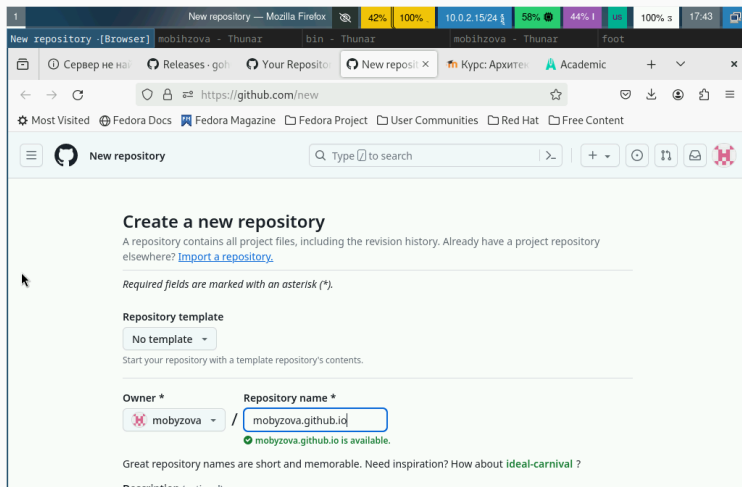 1 New repository — Mozilla Firefox 42% 100% 10.0.2.15/24 58% 44% us 100% 17:43
New repository -[Browser] mobihzova - Thunar bin - Thunar mobihzova - Thunar foot
Сервер не на Releases · goh Your Reposito New reposit × Курс: Архитек Academic + ×
https://github.com/new
Most Visited Fedora Docs Fedora Magazine Fedora Project User Communities Red Hat Free Content
New repository Type / to search
Create a new repository
A repository contains all project files, including the revision history. Already have a project repository
elsewhere? Import a repository.
Required fields are marked with an asterisk (*).
Repository template
No template
Start your repository with a template repository's contents.
Owner * Repository name *
mobyzova / mobyzova.github.io
mobyzova.github.io is available.
Great repository names are short and memorable. Need inspiration? How about ideal-carnival ?